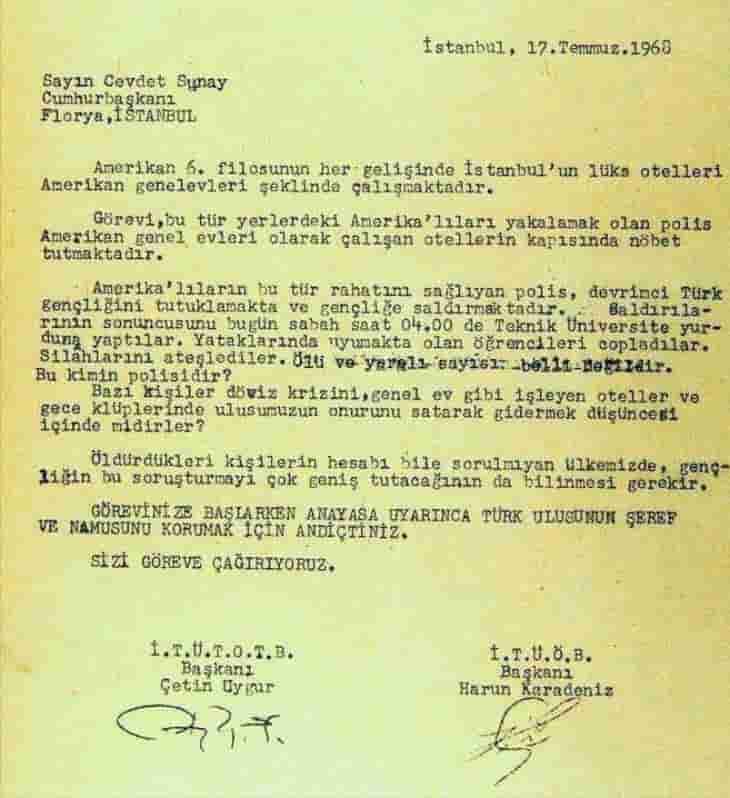 İstanbul, 17.Temmuz.1968
Sayın Cevdet Sunay
Cumhurbaşkanı
Florya,İSTANBUL
Amerikan 6. filosunun her gelişinde İstanbul'un lüks otelleri
Amerikan genelevleri şeklinde çalışmaktadır.
Görevi,bu tür yerlerdeki Amerika'lıları yakalamak olan polis
Amerikan genel evleri olarak çalışan otellerin kapısında nöbet
tutmaktadır.
Amerika'lıların bu tür rahatını sağlıyan polis, devrimci Türk
gençliğini tutuklamakta ve gençliğe saldırmaktadır. Saldırıla-
rının sonuncusunu bugün sabah saat 04.00 de Teknik Üniversite yur-
duna yaptılar. Yataklarında uyumakta olan öğrencileri copladılar.
Silahlarını ateşlediler. Ölü ve yaralı sayısı belli değildir.
Bu kimin polisidir?
Bazı kişiler döviz krizini,genel ev gibi işleyen oteller ve
gece klüplerinde ulusumuzun onurunu satarak gidermek düşüncesi
içinde midirler?
Öldürdükleri kişilerin hesabı bile sorulmıyan ülkemizde, genç-
liğin bu soruşturmayı çok geniş tutacağının da bilinmesi gerekir.
GÖREVİNİZE BAŞLARKEN ANAYASA UYARINCA TÜRK ULUSUNUN ŞEREF
VE NAMUSUNU KORUMAK İÇİN ANDİÇTİNİZ.
SİZİ GÖREVE ÇAĞIRIYORUZ.
İ.T.Ü.T.O.T.B.
Başkanı
Çetin Uygur
İ.T.Ü.Ö.B.
Başkanı
Harun Karadeniz